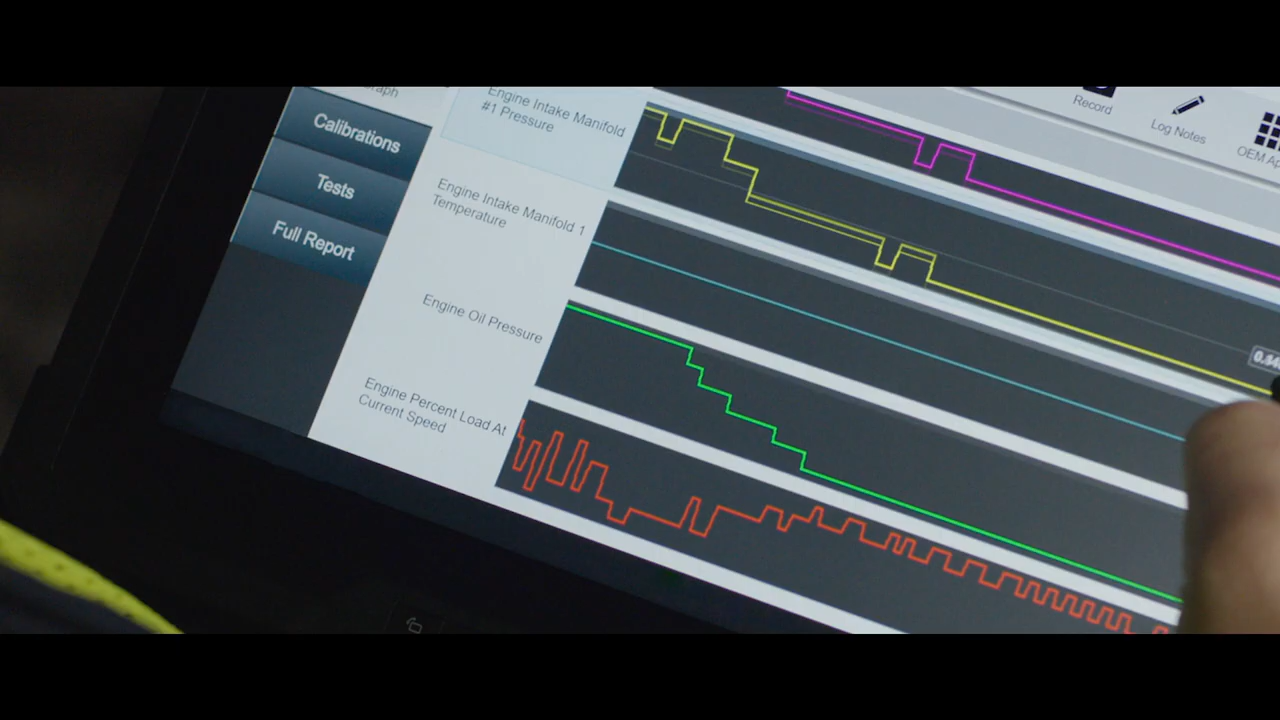 Calibrations
Tests
Full Report
Engine Intake Manifold
#1 Pressure
Engine Intake Manifold 1
Temperature
Engine Oil Pressure
Engine Percent Load At
Current Speed
Record
Log Notes
OEM